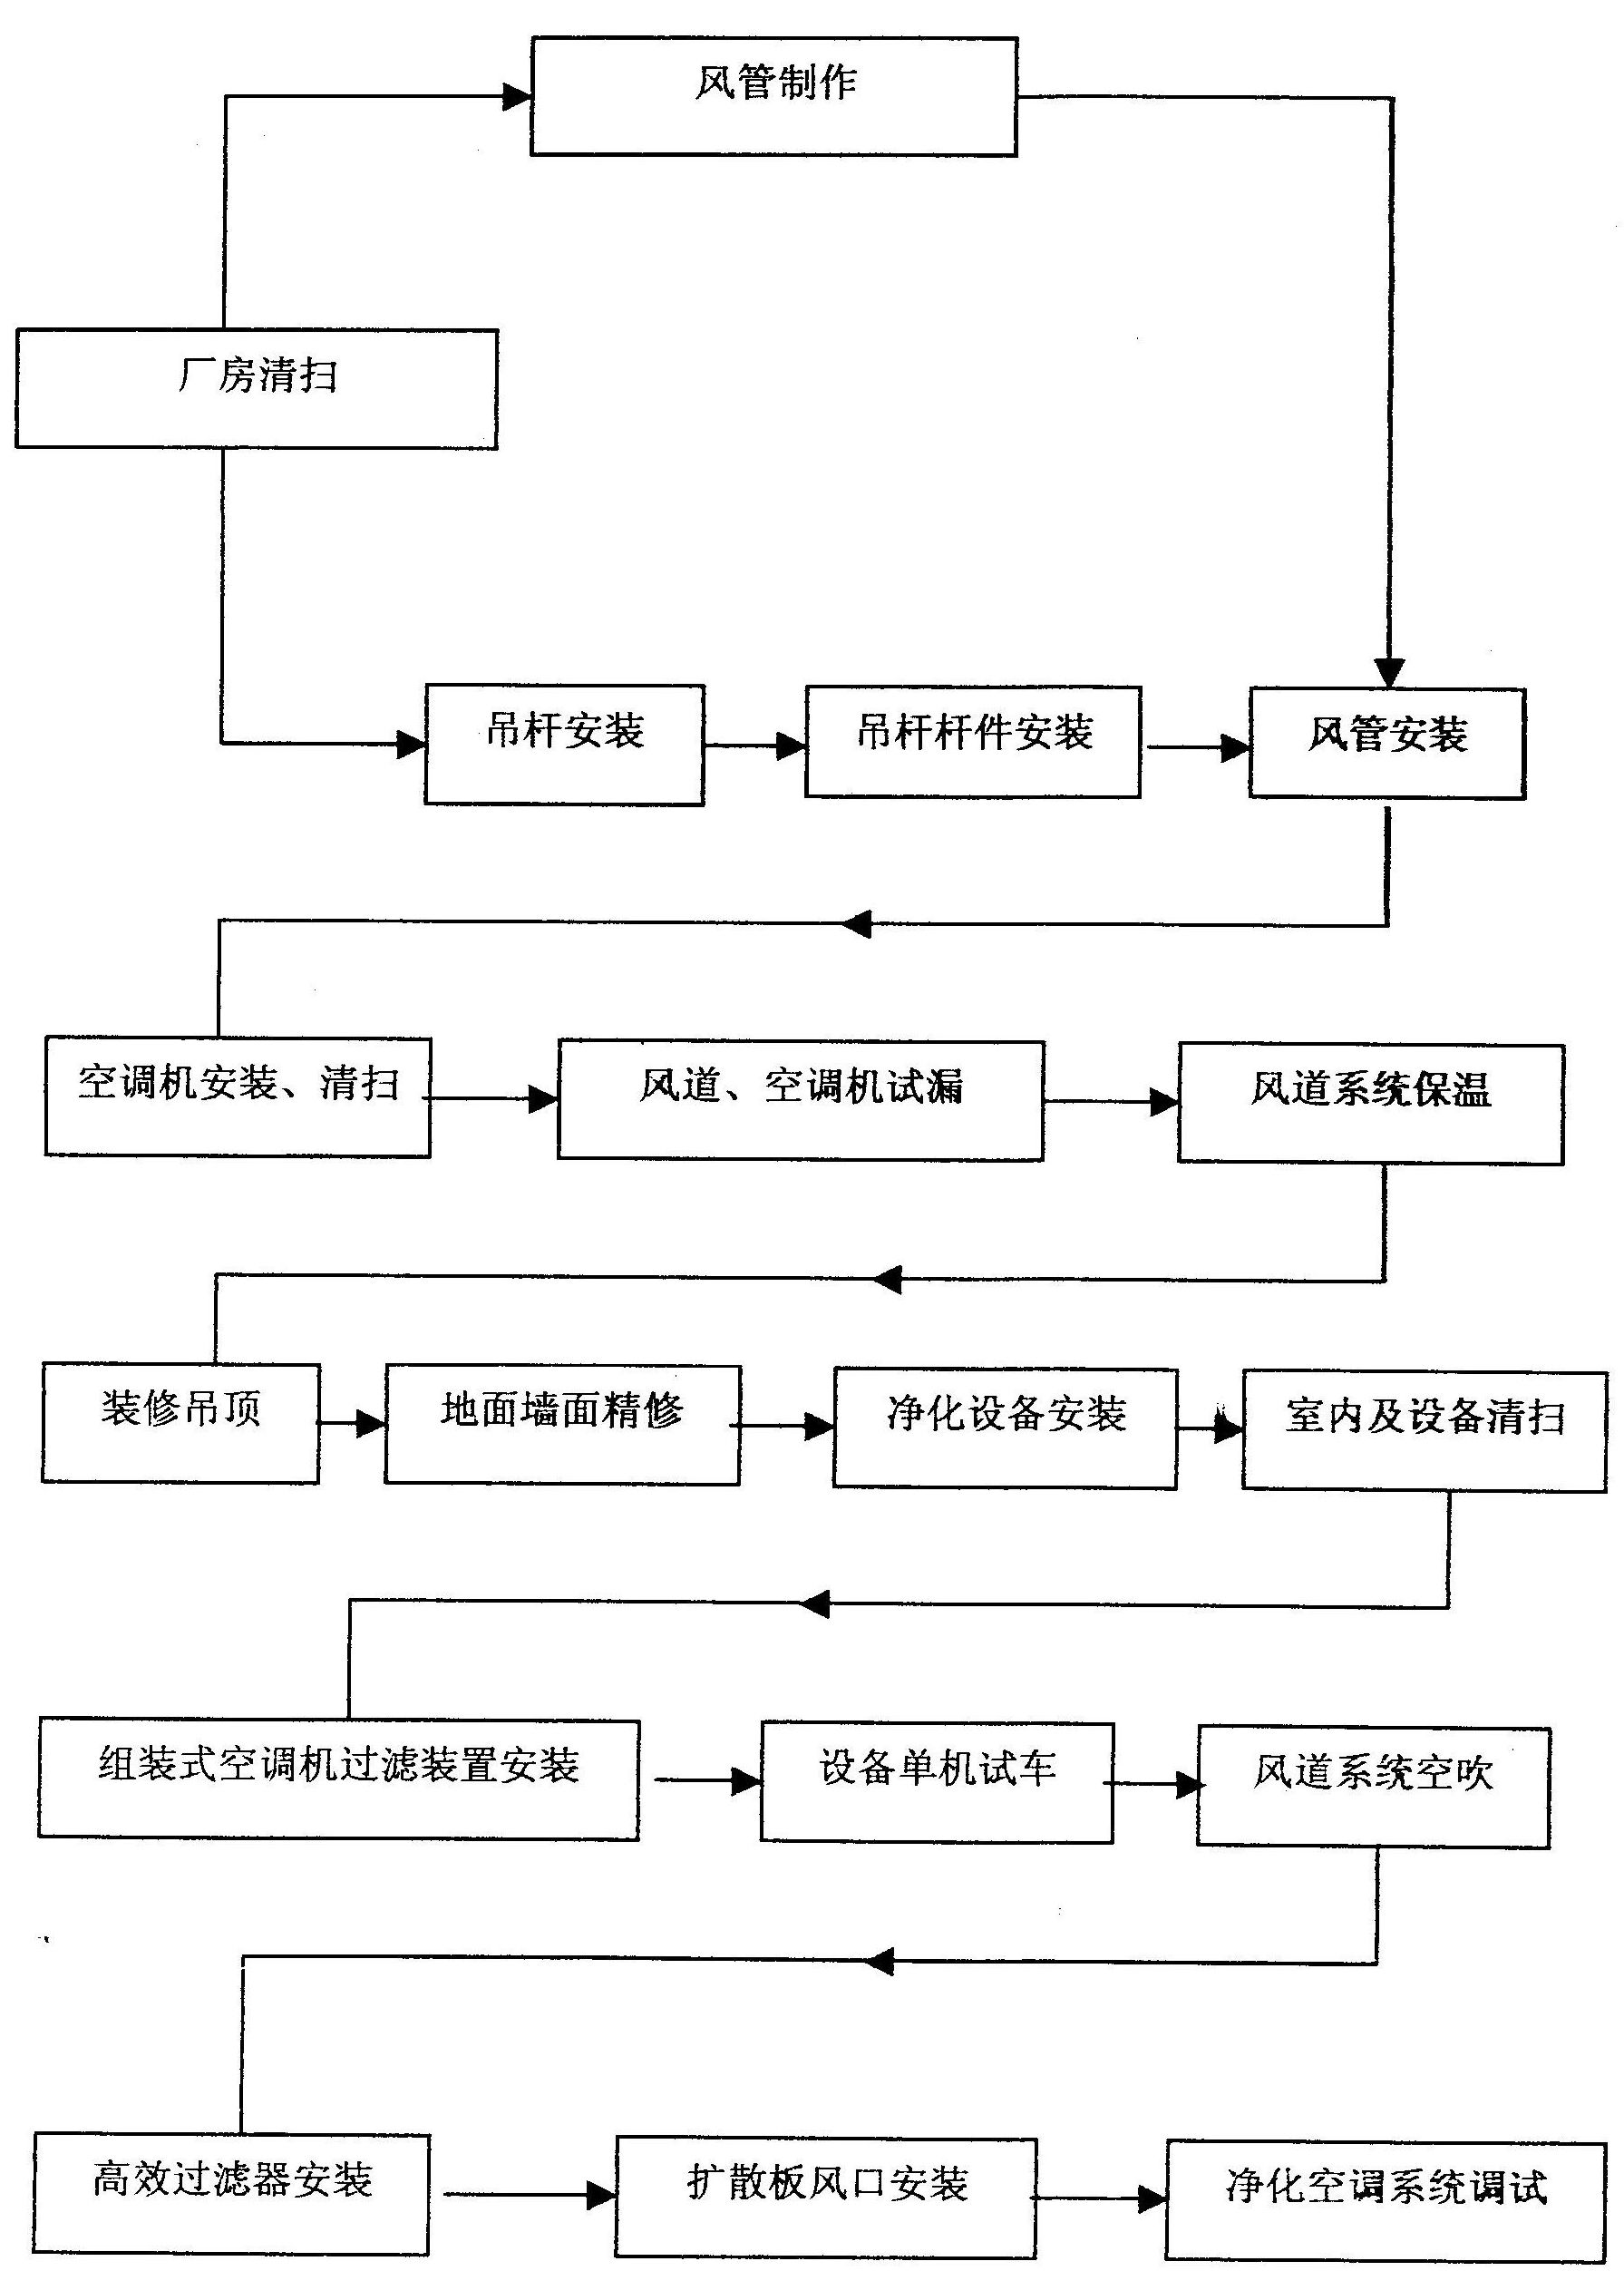 风管制作
厂房清扫
吊杆安装
吊杆杆件安装
风管安装
空调机安装、清扫
风道、空调机试漏
风道系统保温
装修吊顶
地面墙面精修
净化设备安装
室内及设备清扫
组装式空调机过滤装置安装
设备单机试车
风道系统空吹
高效过滤器安装
扩散板风口安装
净化空调系统调试